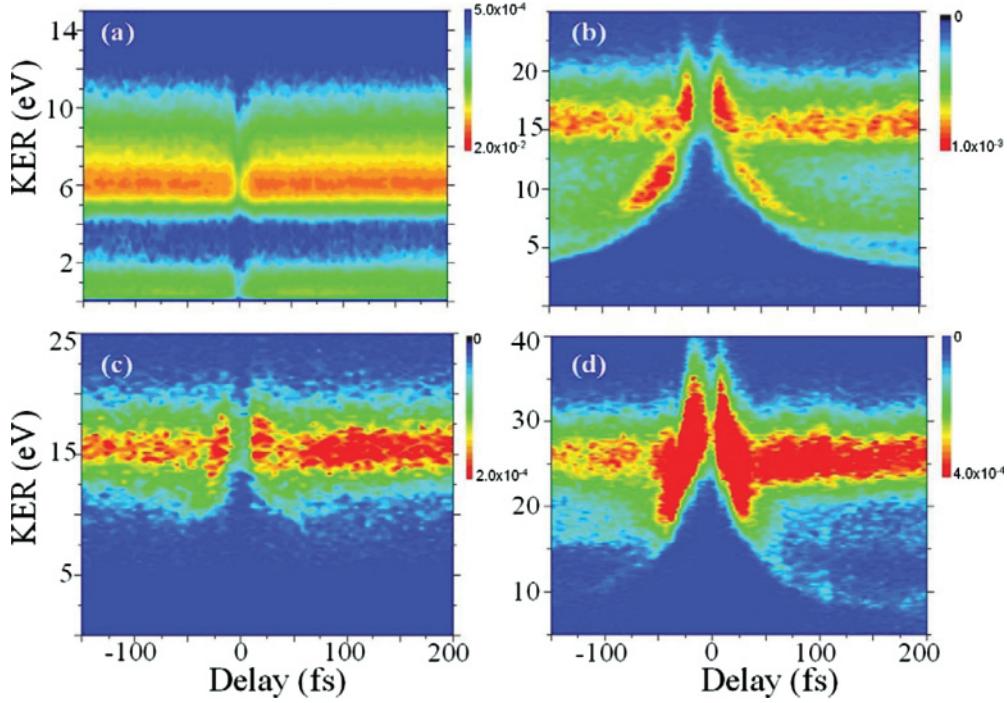 KER (eV)
14
10
6
2
(a)
5.0x10⁻⁴
2.0x10⁻²
20
15
10
5
(b)
0
1.0x10⁻³
KER (eV)
25
15
5
(c)
0
2.0x10⁻⁴
-100 0 100 200
Delay (fs)
40
30
20
10
(d)
0
4.0x10⁻⁴
-100 0 100 200
Delay (fs)